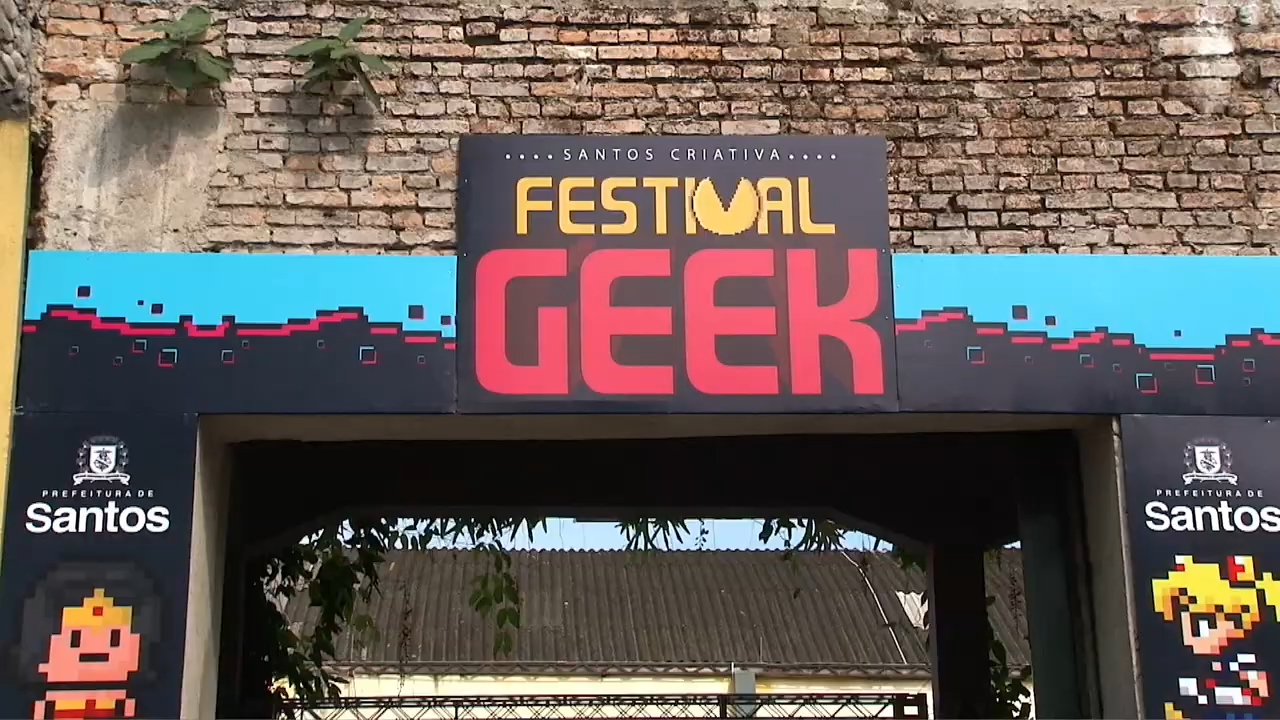 SANTOS CRIATIVA
FESTIVAL
GEEK
PREFEITURA DE
Santos
PREFEITURA DE
Santos